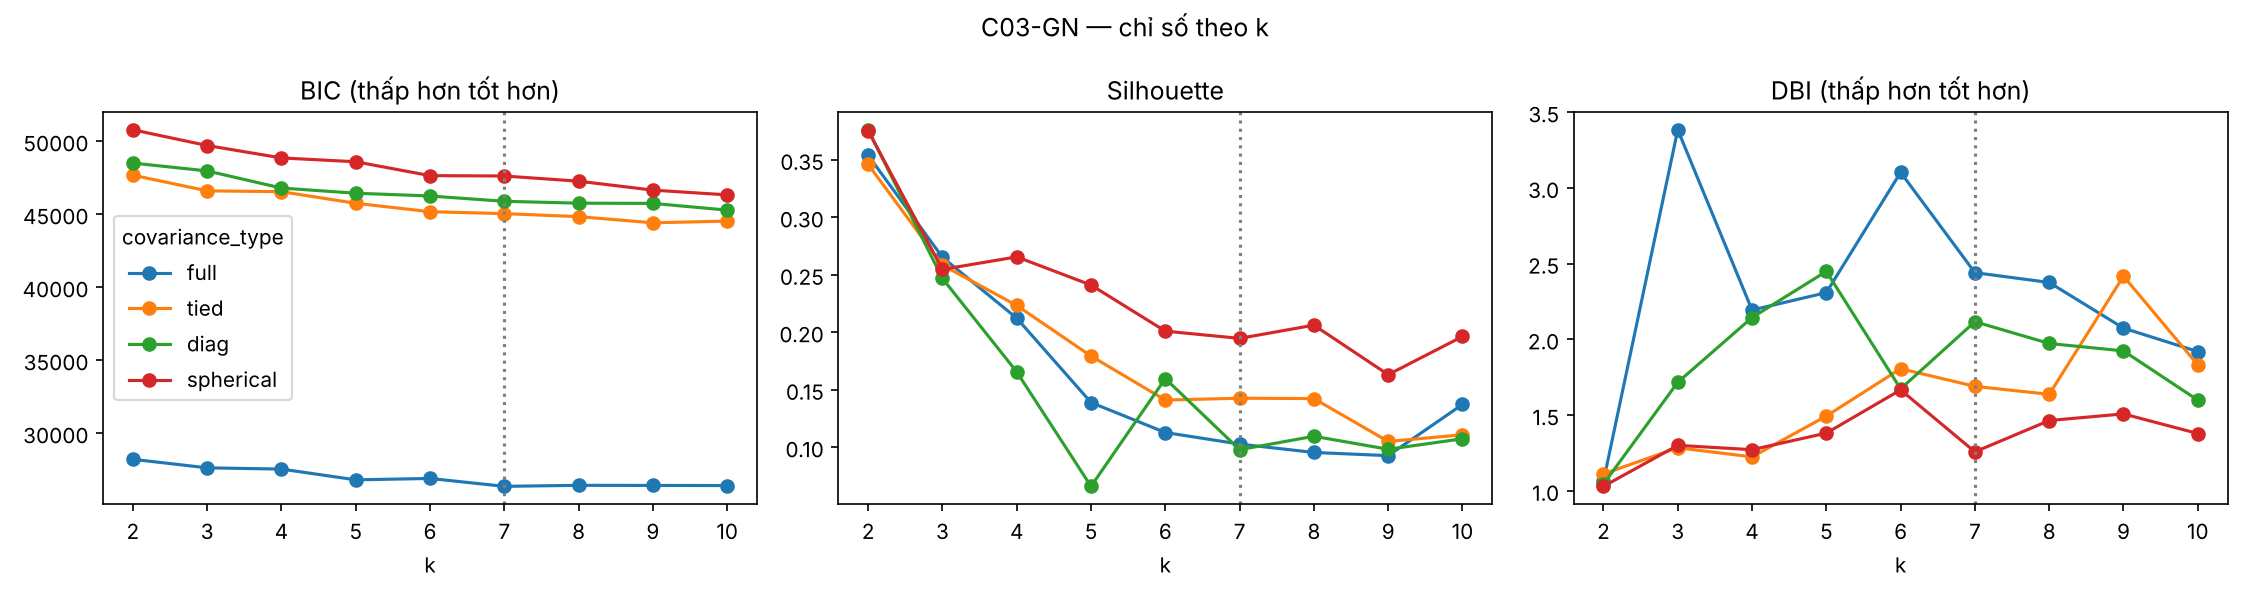 C03-GN — chỉ số theo k
BIC (thấp hơn tốt hơn)
50000
45000
40000
35000
30000
covariance_type
full
tied
diag
spherical
2 3 4 5 6 7 8 9 10
k
Silhouette
0.35
0.30
0.25
0.20
0.15
0.10
2 3 4 5 6 7 8 9 10
k
DBI (thấp hơn tốt hơn)
3.5
3.0
2.5
2.0
1.5
1.0
2 3 4 5 6 7 8 9 10
k